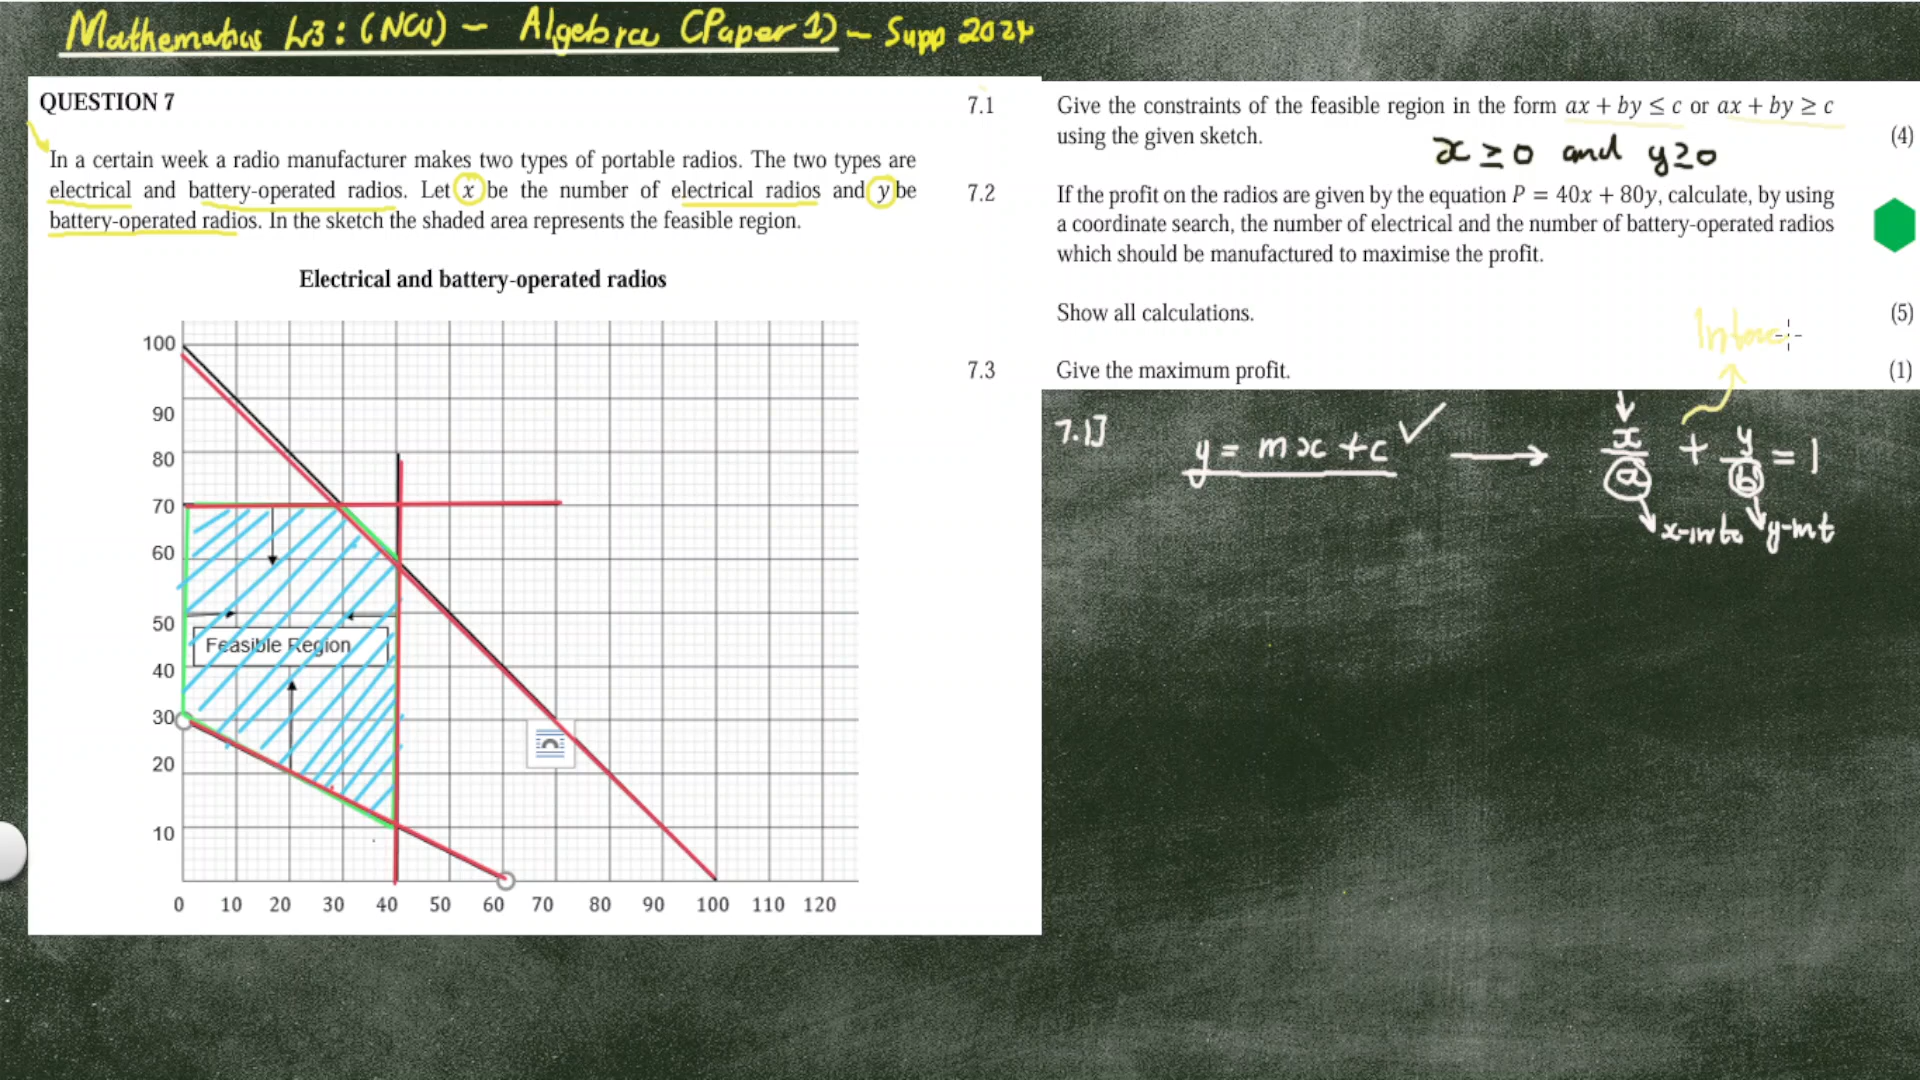 Mathematics L3: (NCV) - Algebra (Paper 1) - Supp 2024
QUESTION 7
In a certain week a radio manufacturer makes two types of portable radios. The two types are
electrical and battery-operated radios. Let x be the number of electrical radios and y be
battery-operated radios. In the sketch the shaded area represents the feasible region.
Electrical and battery-operated radios
100
90
80
70
60
50
40
30
20
10
Feasible Region
0 10 20 30 40 50 60 70 80 90 100 110 120
7.1 Give the constraints of the feasible region in the form ax + by ≤ c or ax + by ≥ c
using the given sketch. (4)
x ≥ 0 and y ≥ 0
7.2 If the profit on the radios are given by the equation P = 40x + 80y, calculate, by using
a coordinate search, the number of electrical and the number of battery-operated radios
which should be manufactured to maximise the profit.
Show all calculations. (5)
7.3 Give the maximum profit. (1)
7.1] y = mx + c ✓ → x/a + y/b = 1
x-int y-int